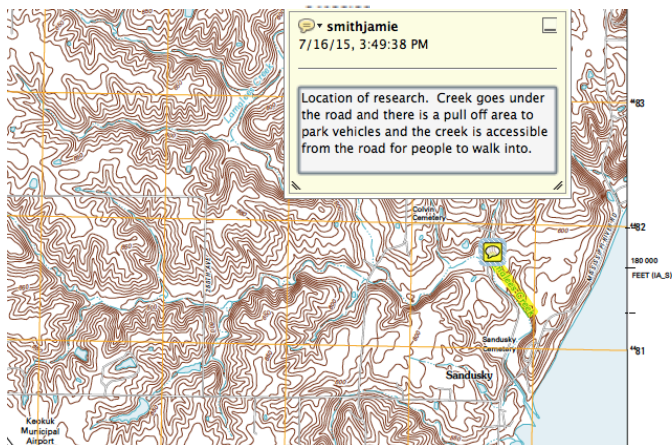 smithjamie
7/16/15, 3:49:38 PM
Location of research. Creek goes under
the road and there is a pull off area to
park vehicles and the creek is accessible
from the road for people to walk into.
83
Colvin
Cemetery
800
82
180 000
FEET (IA_S)
Sandusky
Cemetery
81
Sandusky
Keokuk
Municipal
Airport